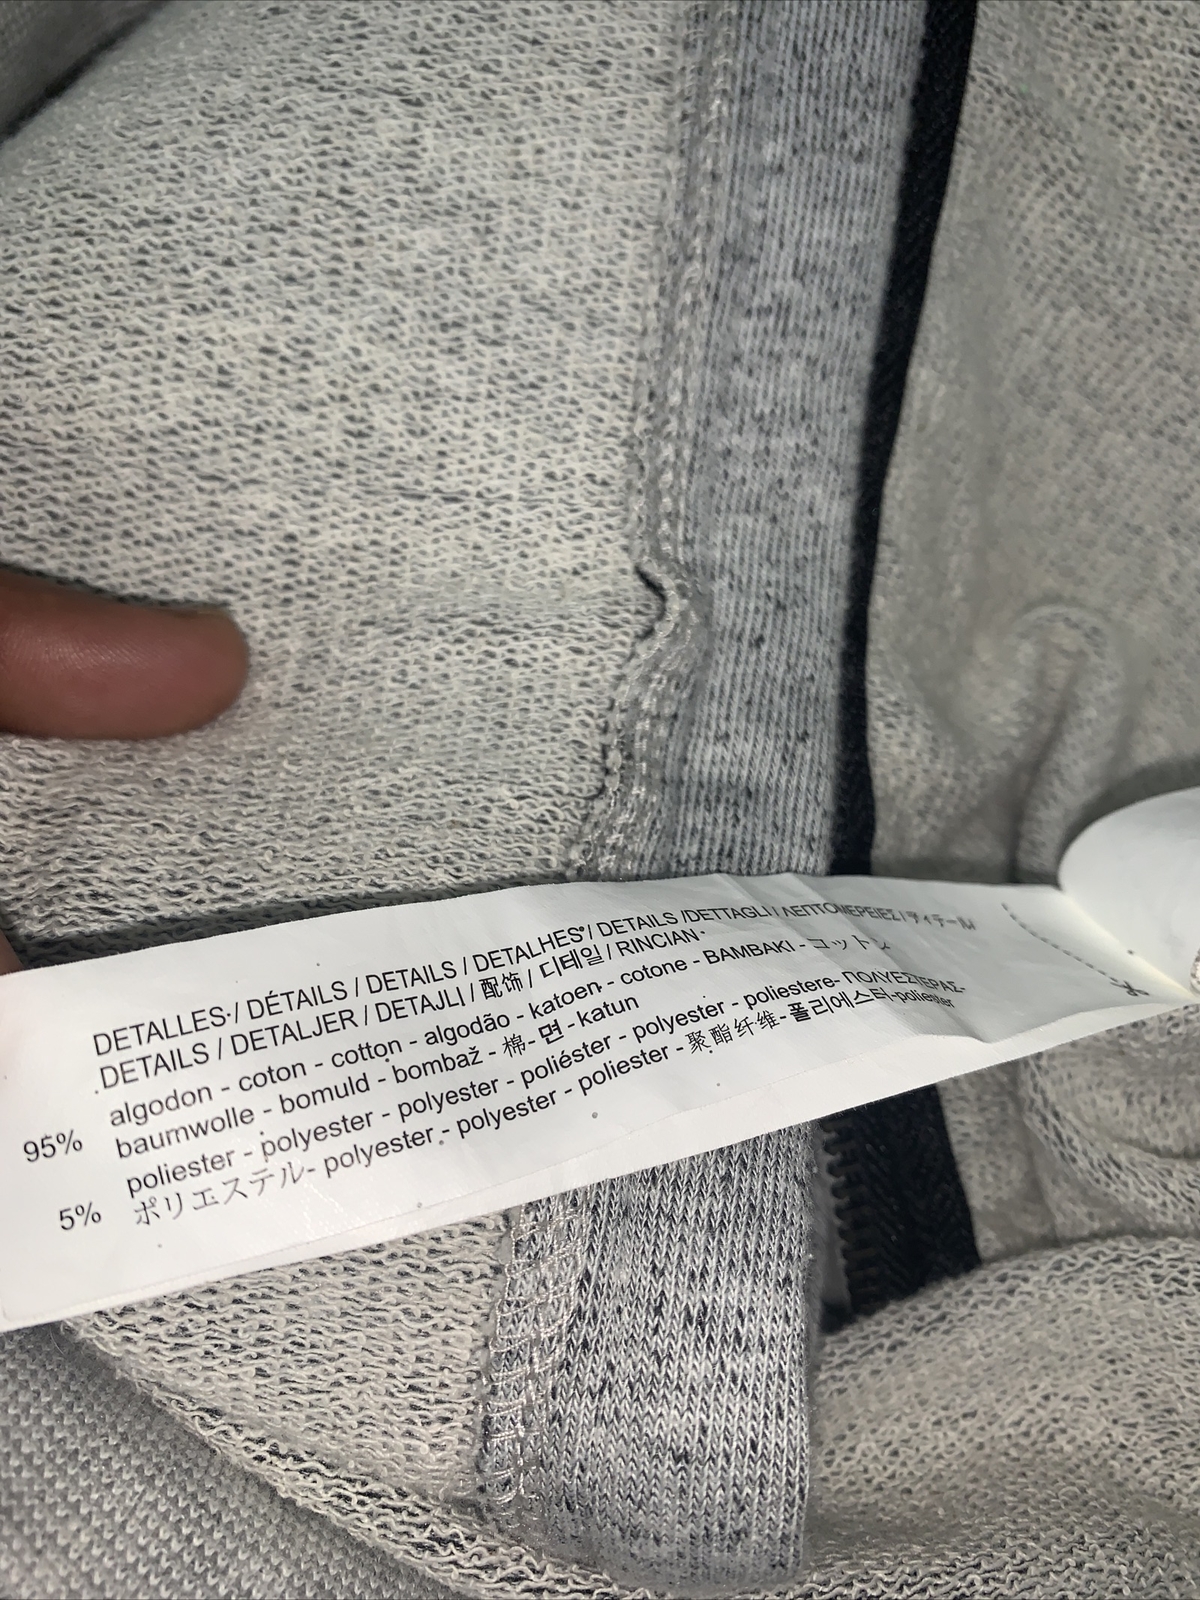 DETALLES / DÉTAILS / DETAILS / DETALHES / DETAILS /DETTAGLI / ΛΕΠΤΟΜΕΡΕΙΕΣ / ディテール
DETAILS / DETALJER / DETAJLI / 配饰 / 디테일 / RINCIAN
95% algodon - coton - cotton - algodão - katoen - cotone - BAMBAKI - コットン
baumwolle - bomuld - bombaž - 棉- 면 - katun
5% poliester - polyester - polyester - poliéster - polyester - poliestere- ΠΟΛΥΕΣΤΕΡΑΣ-
ポリエステル- polyester - polyester - poliester - 聚酯纤维- 폴리에스터-poliester